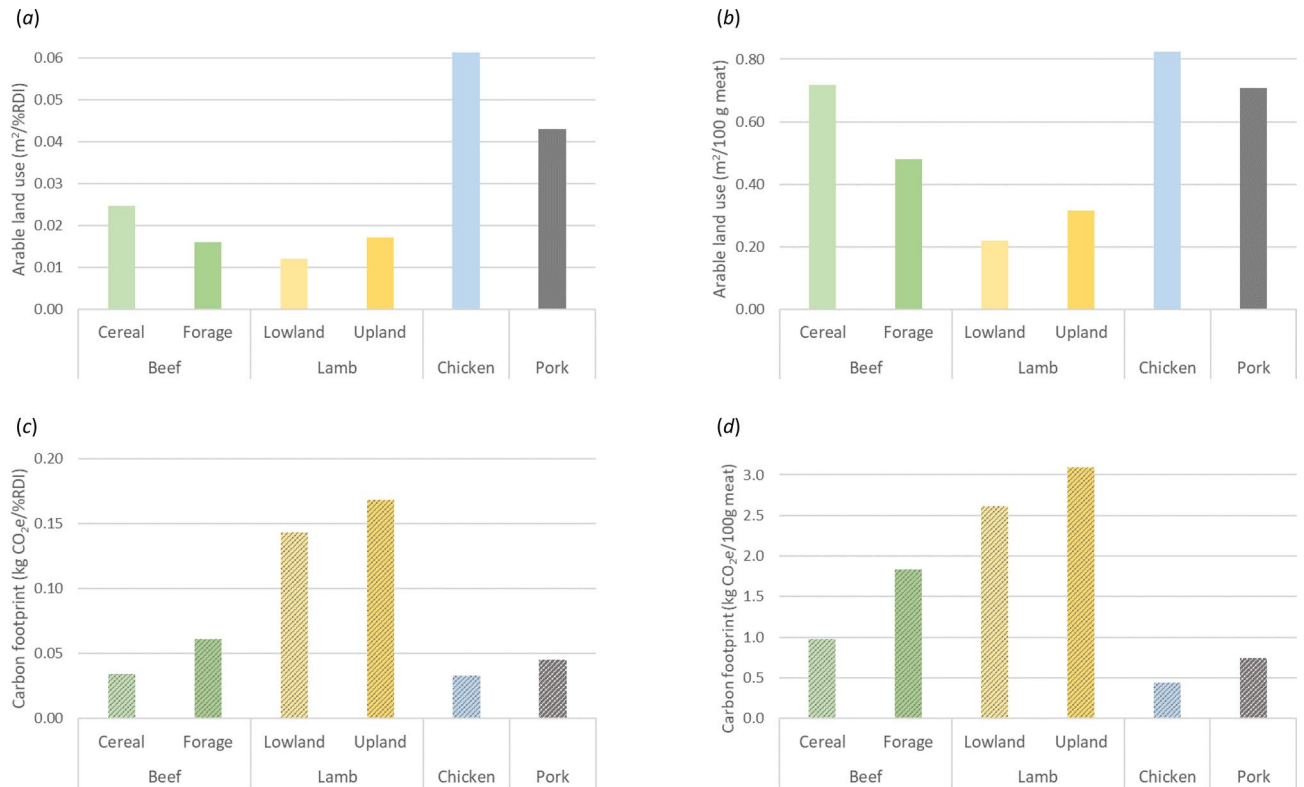 (a)
Arable land use (m²/%RDI)
0.06
0.05
0.04
0.03
0.02
0.01
0.00
Cereal Forage Lowland Upland
Beef Lamb Chicken Pork
(b)
Arable land use (m²/100 g meat)
0.80
0.60
0.40
0.20
0.00
Cereal Forage Lowland Upland
Beef Lamb Chicken Pork
(c)
Carbon footprint (kg CO₂e/%RDI)
0.20
0.15
0.10
0.05
0.00
Cereal Forage Lowland Upland
Beef Lamb Chicken Pork
(d)
Carbon footprint (kg CO₂e/100g meat)
3.0
2.5
2.0
1.5
1.0
0.5
0.0
Cereal Forage Lowland Upland
Beef Lamb Chicken Pork